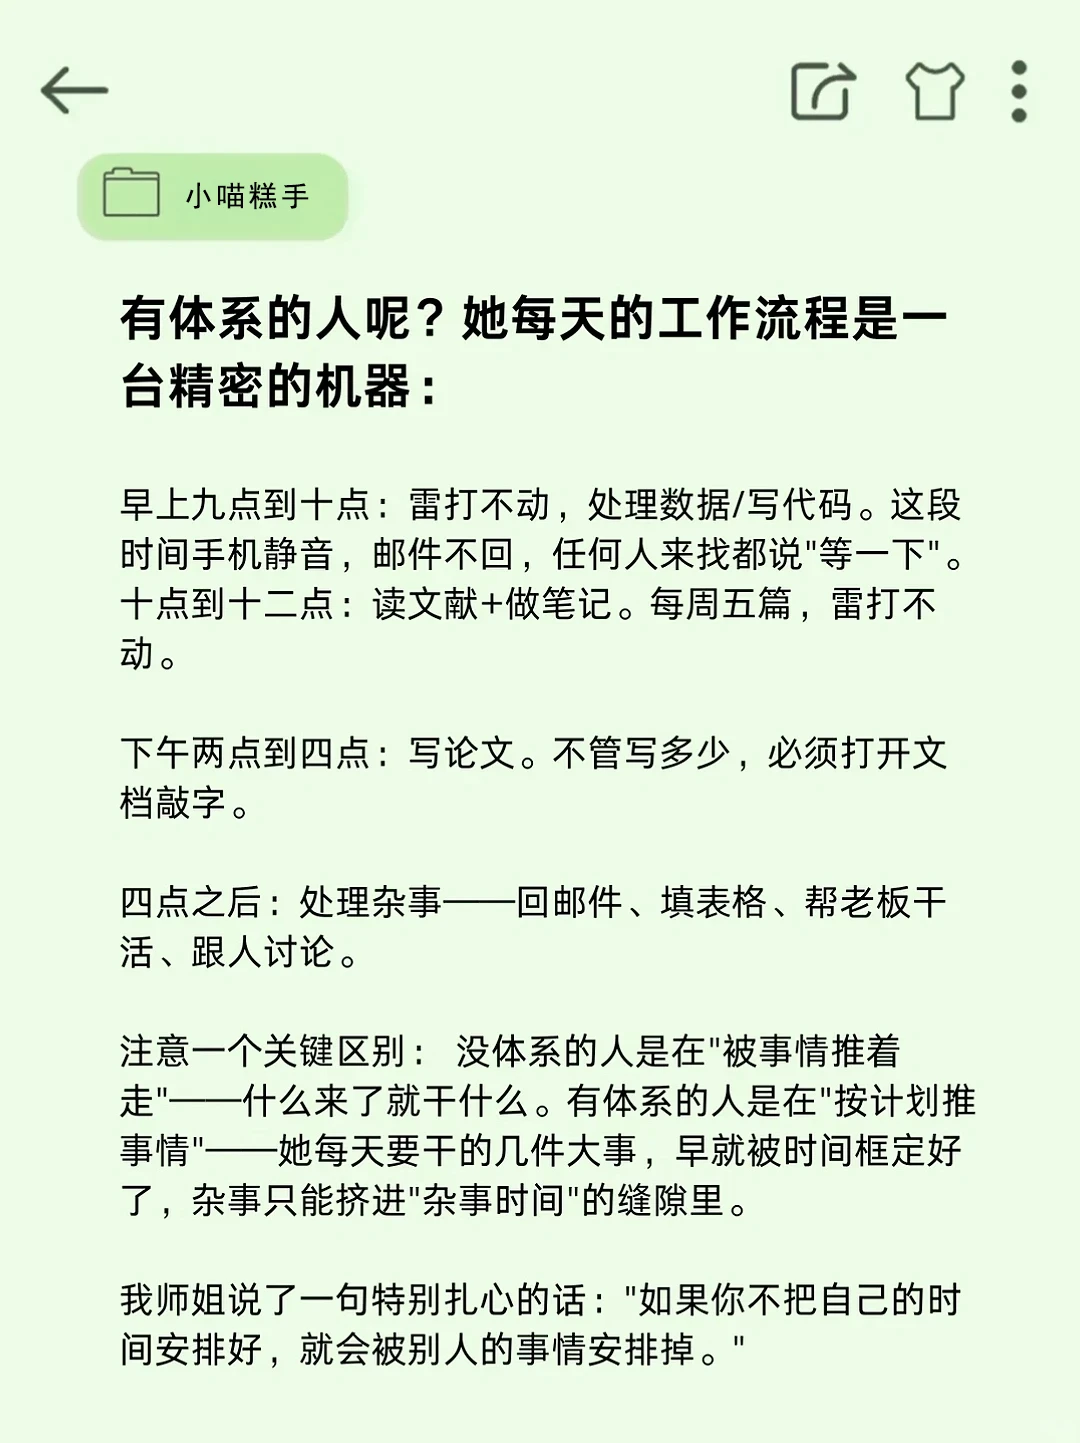 小喵糕手
有体系的人呢？她每天的工作流程是一
台精密的机器：
早上九点到十点：雷打不动，处理数据/写代码。这段
时间手机静音，邮件不回，任何人来找都说"等一下"。
十点到十二点：读文献+做笔记。每周五篇，雷打不
动。
下午两点到四点：写论文。不管写多少，必须打开文
档敲字。
四点之后：处理杂事——回邮件、填表格、帮老板干
活、跟人讨论。
注意一个关键区别： 没体系的人是在"被事情推着
走"——什么来了就干什么。有体系的人是在"按计划推
事情"——她每天要干的几件大事，早就被时间框定好
了，杂事只能挤进"杂事时间"的缝隙里。
我师姐说了一句特别扎心的话："如果你不把自己的时
间安排好，就会被别人的事情安排掉。"